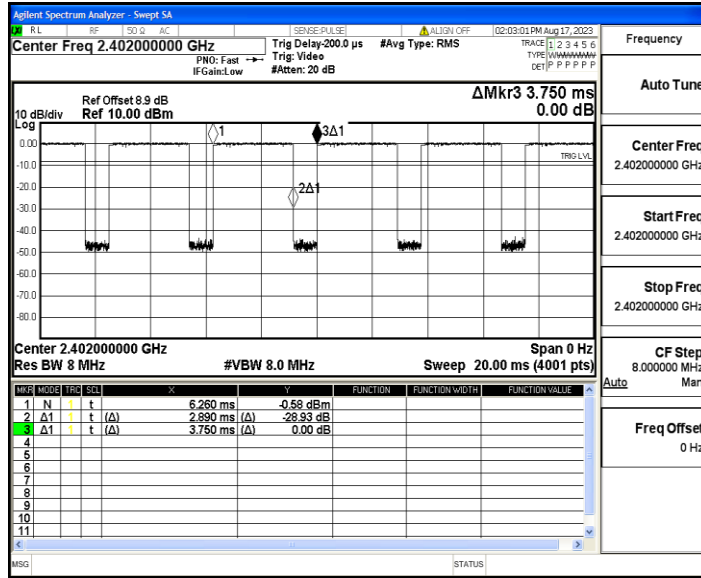 Agilent Spectrum Analyzer - Swept SA
RL RF 50 Ω AC SENSE:PULSE ALIGN OFF 02:03:01 PM Aug 17, 2023
Center Freq 2.402000000 GHz
PNO: Fast
IFGain:Low
Trig Delay-200.0 µs
Trig: Video
#Atten: 20 dB
#Avg Type: RMS
TRACE 1 2 3 4 5 6
TYPE
DET P P P P P P
ΔMkr3 3.750 ms
0.00 dB
Ref Offset 8.9 dB
10 dB/div Ref 10.00 dBm
Log
0.00
-10.0
-20.0
-30.0
-40.0
-50.0
-60.0
-70.0
-80.0
1
3Δ1
2Δ1
TRIG LVL
Center 2.402000000 GHz Span 0 Hz
Res BW 8 MHz #VBW 8.0 MHz Sweep 20.00 ms (4001 pts)
MKR MODE TRC SCL X Y FUNCTION FUNCTION WIDTH FUNCTION VALUE
1 N 1 t 6.260 ms -0.58 dBm
2 Δ1 1 t (Δ) 2.890 ms (Δ) -28.93 dB
3 Δ1 1 t (Δ) 3.750 ms (Δ) 0.00 dB
4
5
6
7
8
9
10
11
MSG STATUS
Frequency
Auto Tune
Center Freq
2.402000000 GHz
Start Freq
2.402000000 GHz
Stop Freq
2.402000000 GHz
CF Step
8.000000 MHz
Auto Man
Freq Offset
0 Hz